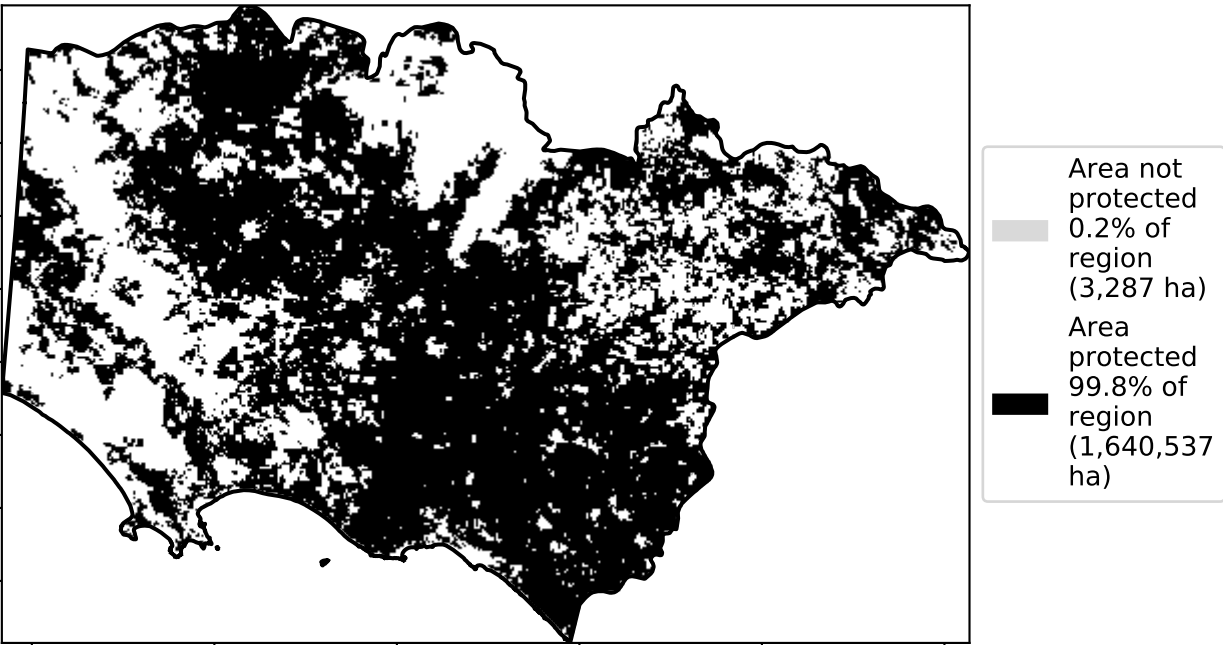 Area not
protected
0.2% of
region
(3,287 ha)
Area
protected
99.8% of
region
(1,640,537
ha)